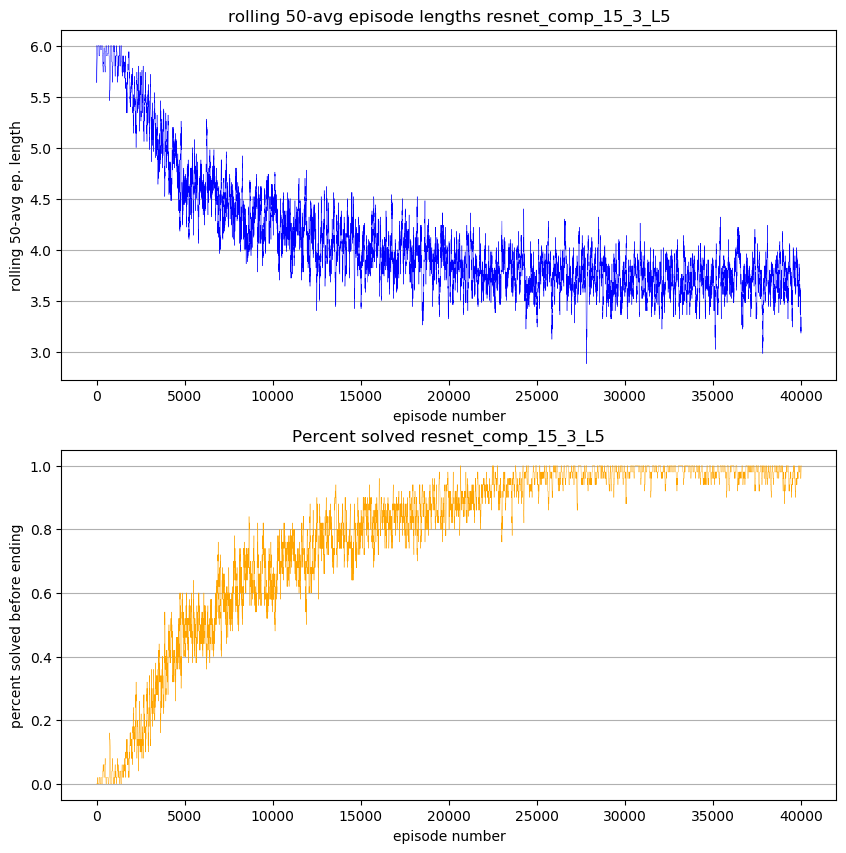 rolling 50-avg episode lengths resnet_comp_15_3_L5
rolling 50-avg ep. length
6.0
5.5
5.0
4.5
4.0
3.5
3.0
0 5000 10000 15000 20000 25000 30000 35000 40000
episode number
Percent solved resnet_comp_15_3_L5
percent solved before ending
1.0
0.8
0.6
0.4
0.2
0.0
0 5000 10000 15000 20000 25000 30000 35000 40000
episode number